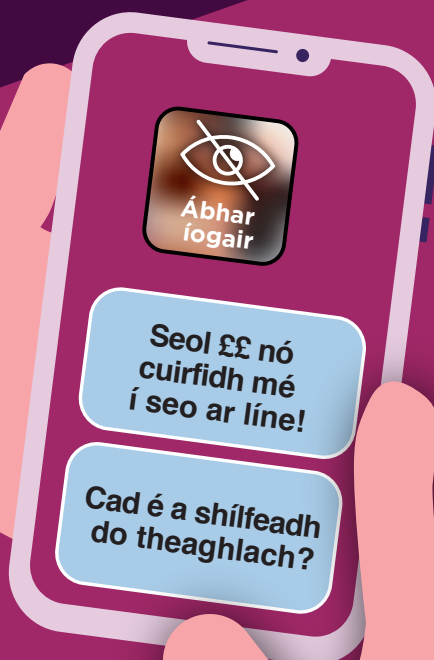 Ábhar
íogair
Seol ££ nó
cuirfidh mé
í seo ar líne!
Cad é a shílfeadh
do theaghlach?